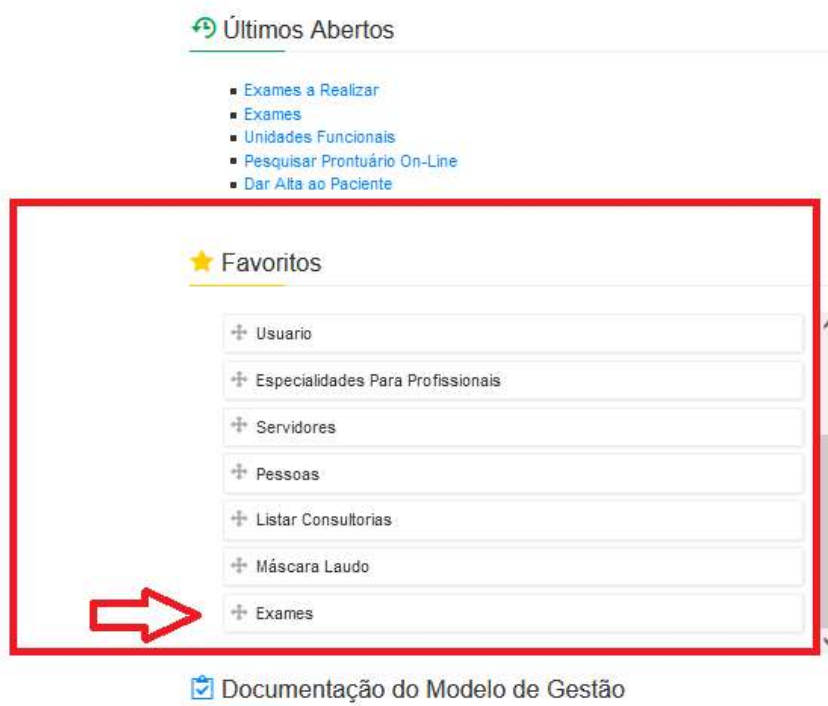 Últimos Abertos
Exames a Realizar
Exames
Unidades Funcionais
Pesquisar Prontuário On-Line
Dar Alta ao Paciente
Favoritos
Usuario
Especialidades Para Profissionais
Servidores
Pessoas
Listar Consultorias
Máscara Laudo
Exames
Documentação do Modelo de Gestão